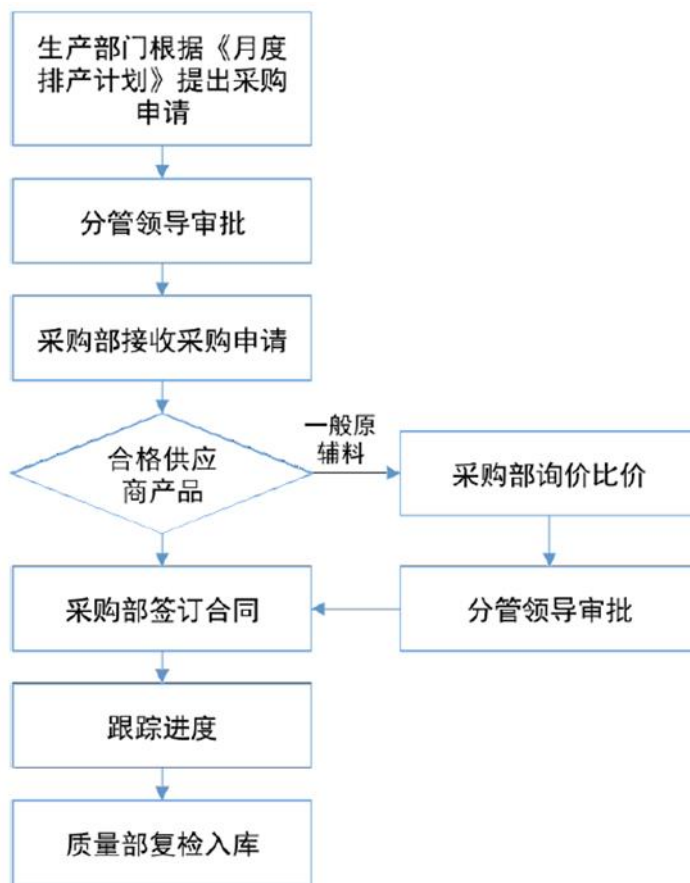 生产部门根据《月度
排产计划》提出采购
申请
分管领导审批
采购部接收采购申请
合格供应
商产品
一般原
辅料
采购部询价比价
分管领导审批
采购部签订合同
跟踪进度
质量部复检入库